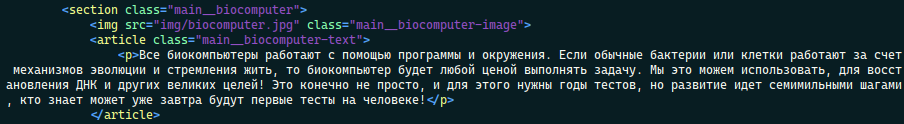 <section class="main__biocomputer">
<img src="img/biocomputer.jpg" class="main__biocomputer-image">
<article class="main__biocomputer-text">
<p>Все биокомпьютеры работают с помощью программы и окружения. Если обычные бактерии или клетки работают за счет
механизмов эволюции и стремления жить, то биокомпьютер будет любой ценой выполнять задачу. Мы это можем использовать, для восст
ановления ДНК и других великих целей! Это конечно не просто, и для этого нужны годы тестов, но развитие идет семимильными шагами
, кто знает может уже завтра будут первые тесты на человеке!</p>
</article>